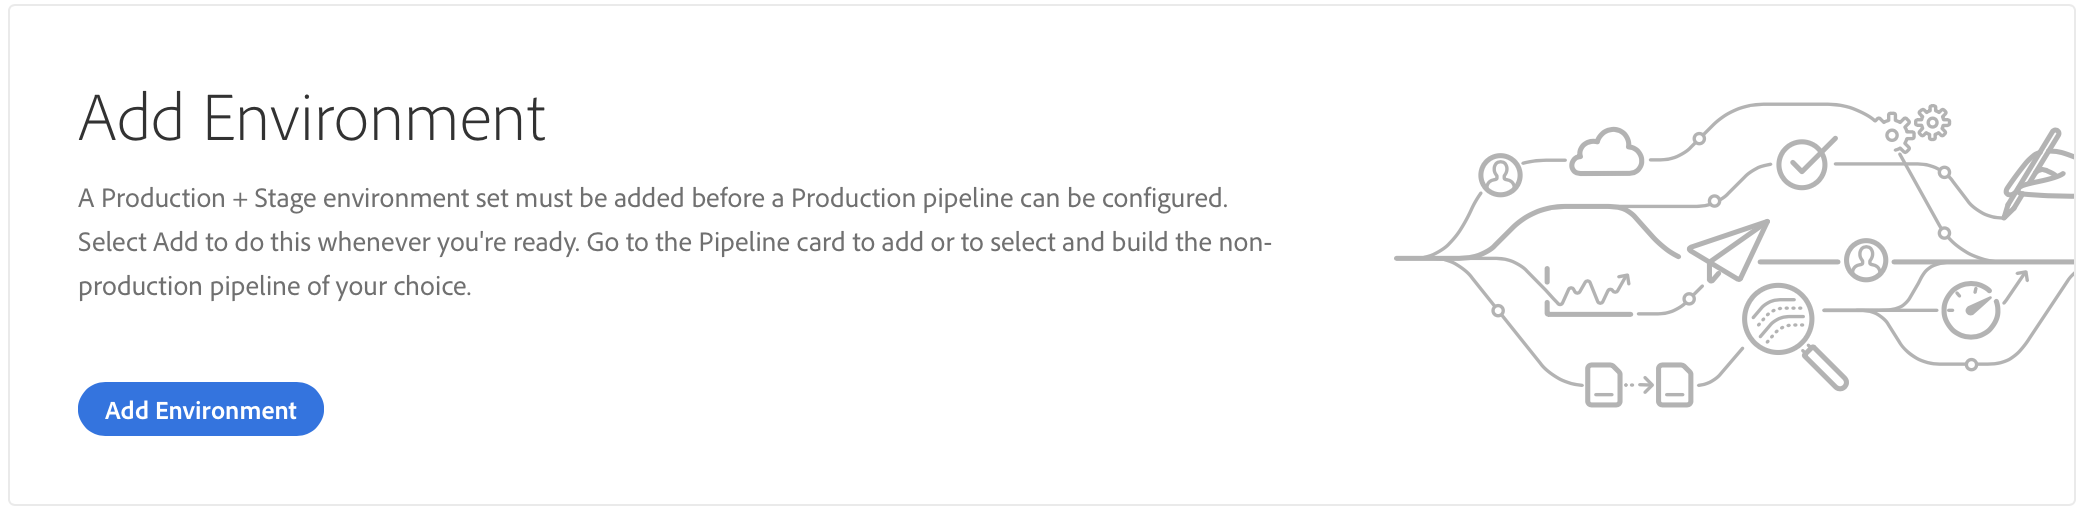 Add Environment
A Production + Stage environment set must be added before a Production pipeline can be configured.
Select Add to do this whenever you're ready. Go to the Pipeline card to add or to select and build the non-
production pipeline of your choice.
Add Environment